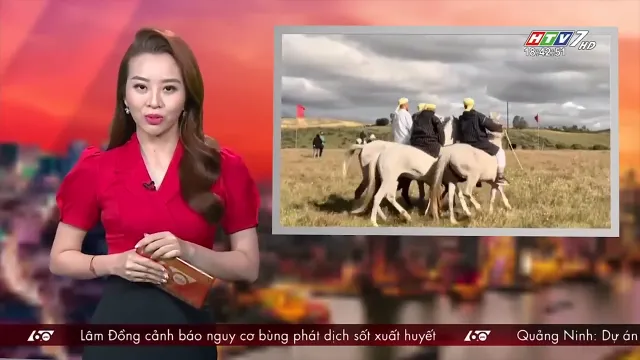 HTV7 HD
18:42:51
60 Lâm Đồng cảnh báo nguy cơ bùng phát dịch sốt xuất huyết 60 Quảng Ninh: Dự án